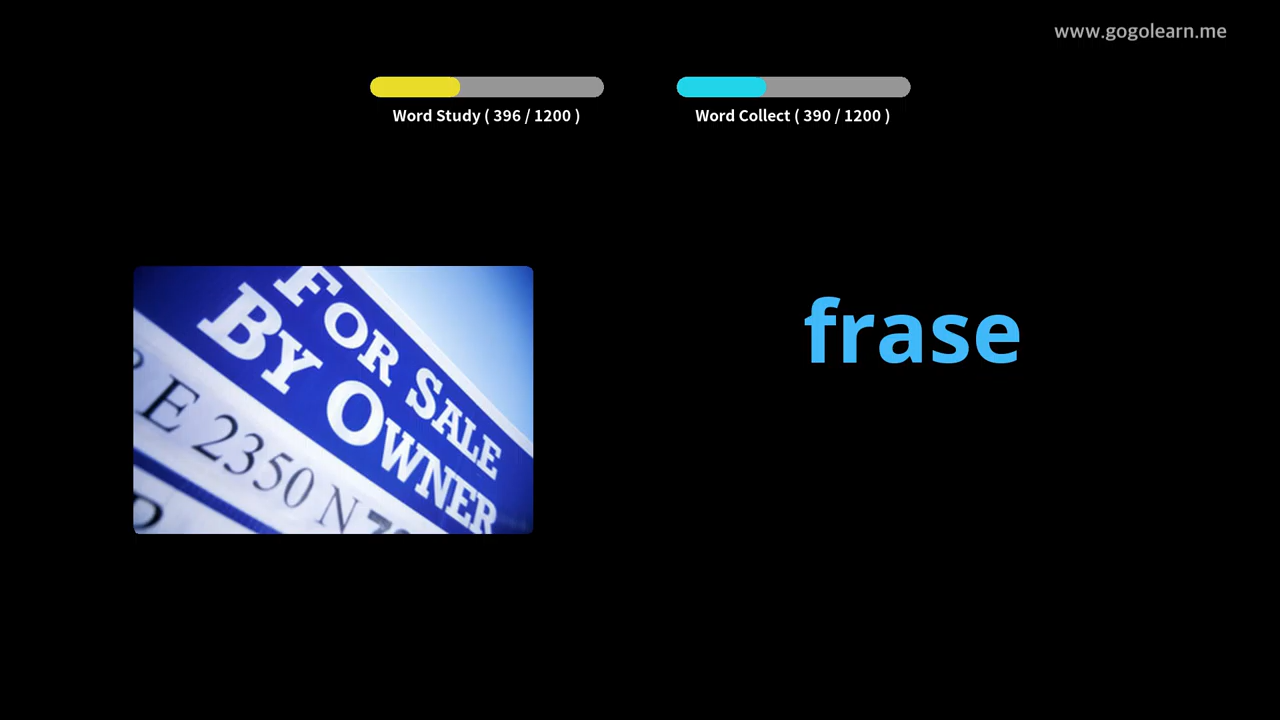 www.gogolearn.me
Word Study ( 396 / 1200 )
Word Collect ( 390 / 1200 )
FOR SALE
BY OWNER
E 2350 N
frase